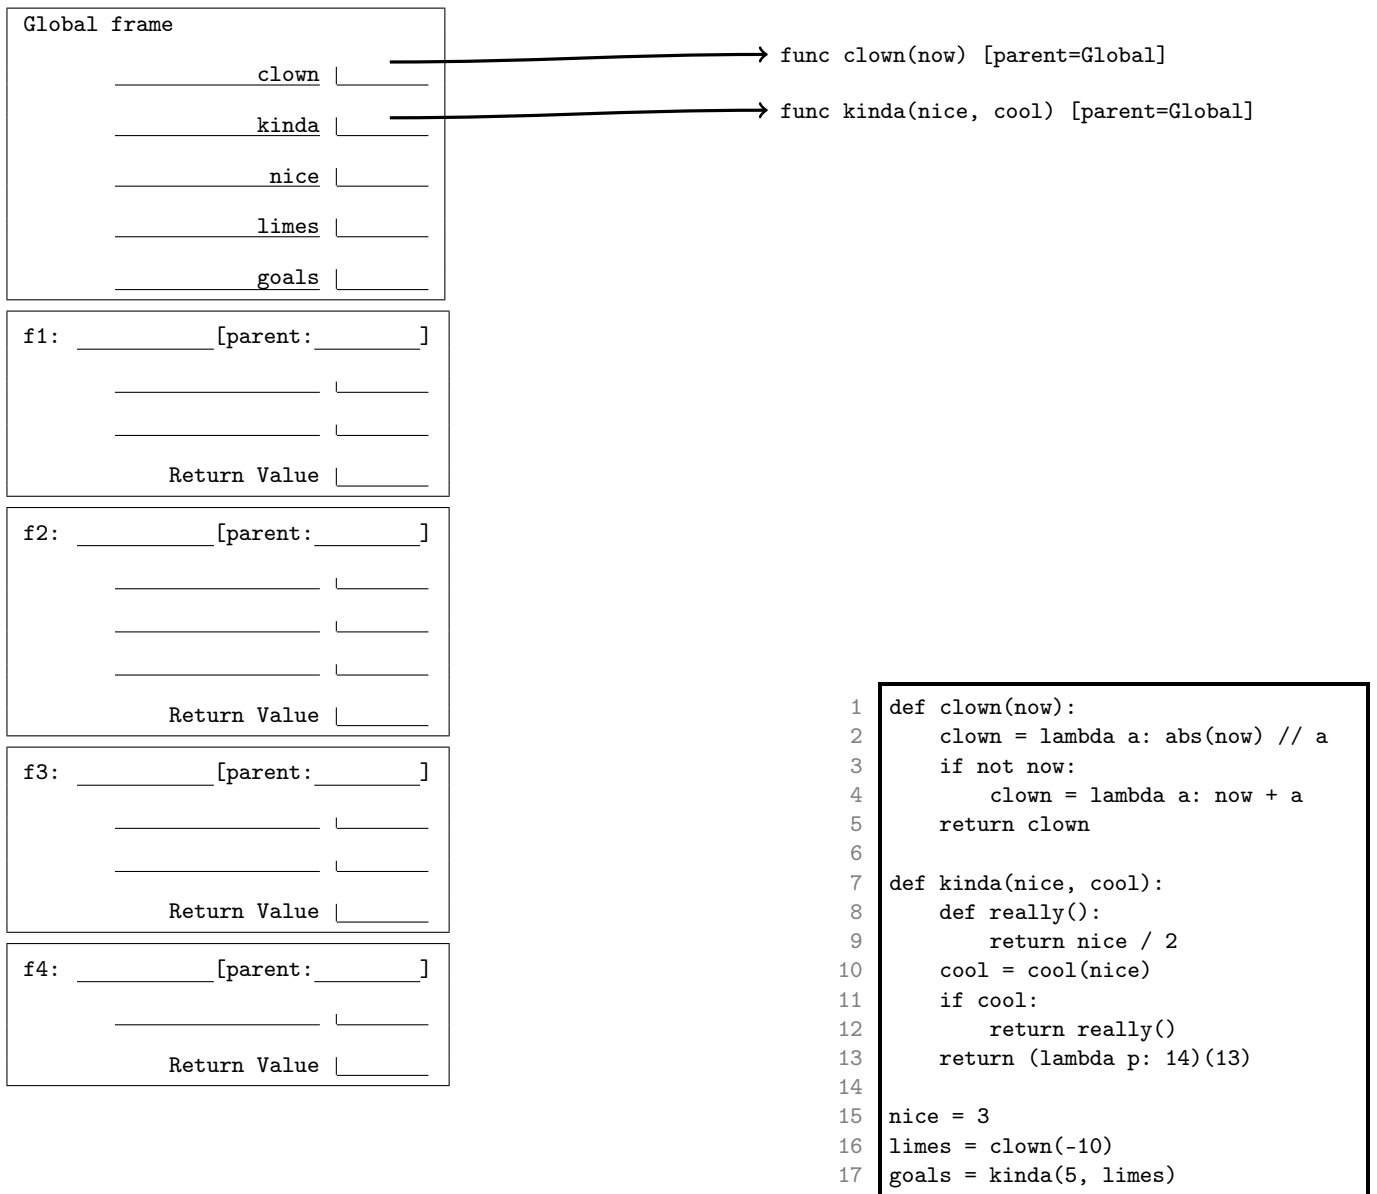 Global frame
clown
func clown(now) [parent=Global]
kinda
func kinda(nice, cool) [parent=Global]
nice
limes
goals
f1: [parent: ]
Return Value
f2: [parent: ]
Return Value
f3: [parent: ]
Return Value
f4: [parent: ]
Return Value
1 def clown(now):
2     clown = lambda a: abs(now) // a
3     if not now:
4         clown = lambda a: now + a
5     return clown
6
7 def kinda(nice, cool):
8     def really():
9         return nice / 2
10     cool = cool(nice)
11     if cool:
12         return really()
13     return (lambda p: 14)(13)
14
15 nice = 3
16 limes = clown(-10)
17 goals = kinda(5, limes)